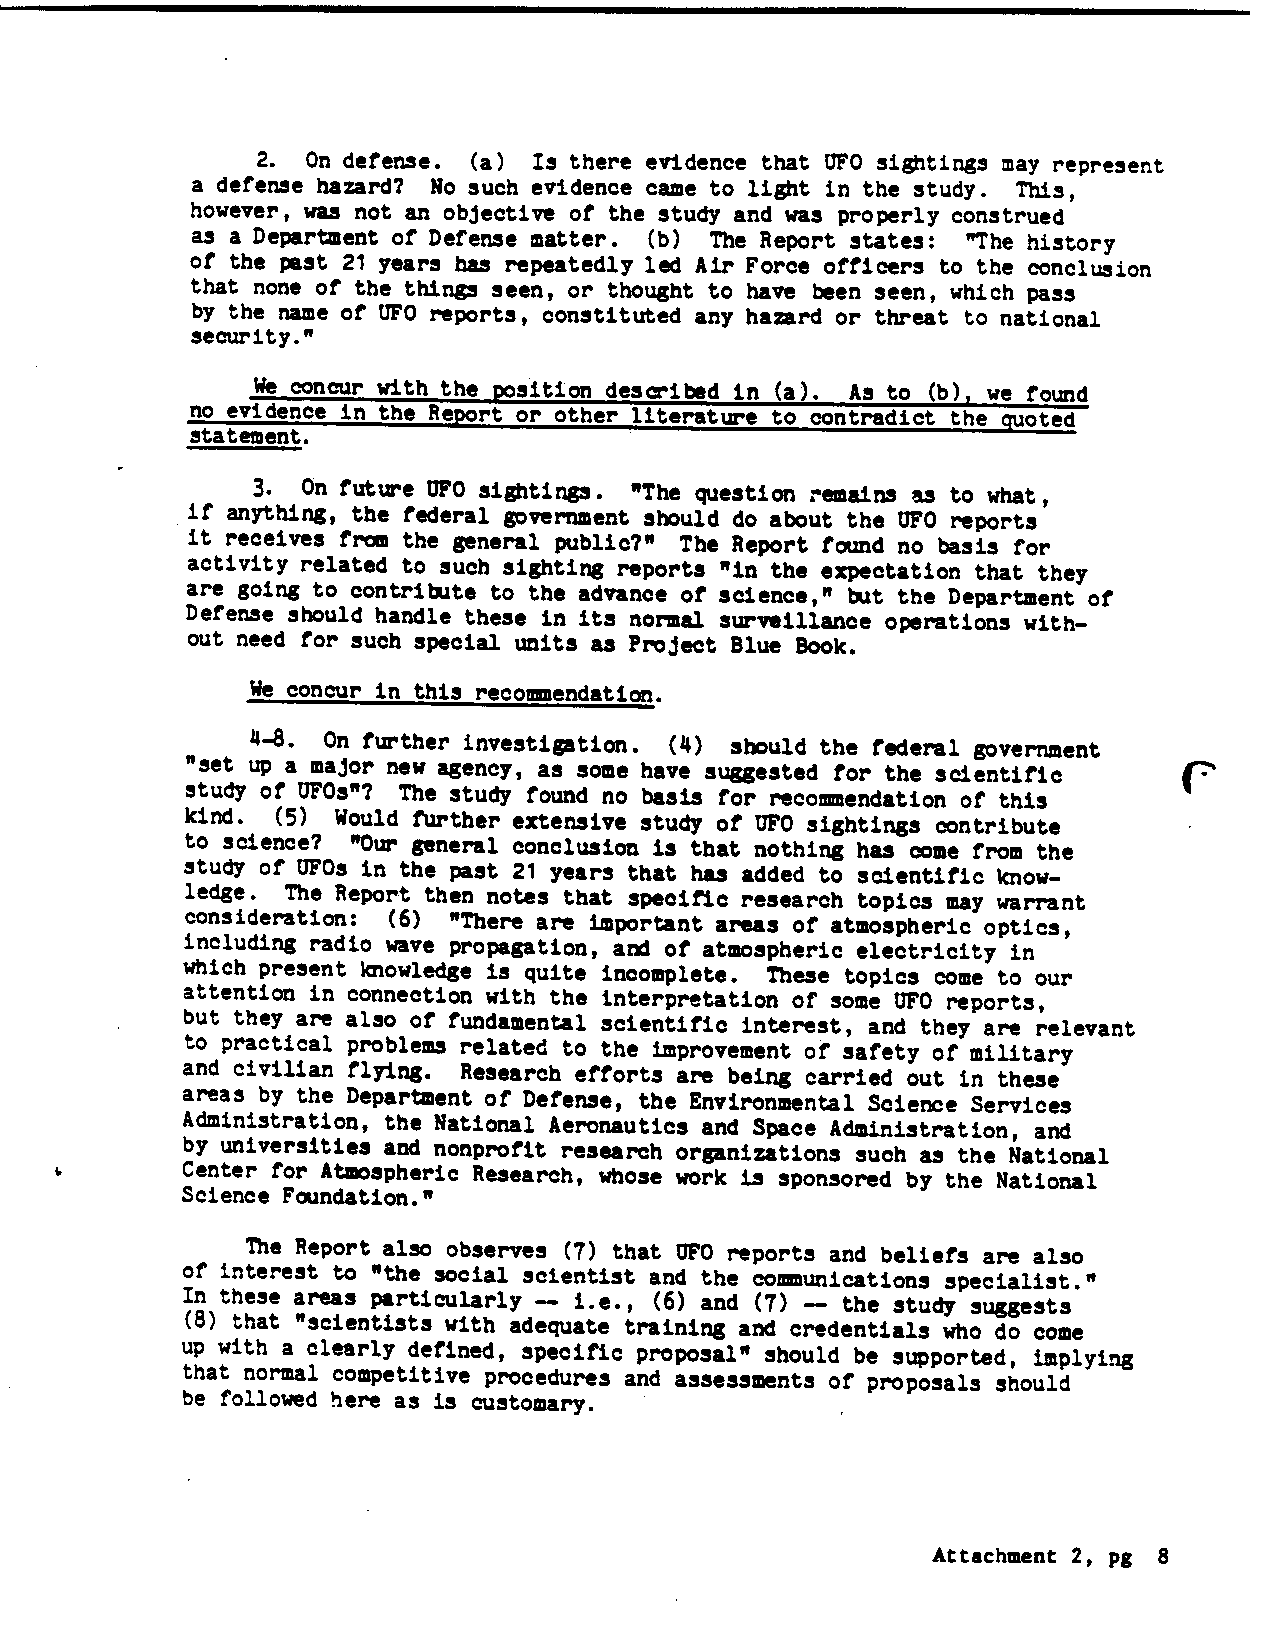 2. On defense. (a) Is there evidence that UFO sightings may represent
a defense hazard? No such evidence came to light in the study. This,
however, was not an objective of the study and was properly construed
as a Department of Defense matter. (b) The Report states: "The history
of the past 21 years has repeatedly led Air Force officers to the conclusion
that none of the things seen, or thought to have been seen, which pass
by the name of UFO reports, constituted any hazard or threat to national
security."
We concur with the position described in (a). As to (b), we found
no evidence in the Report or other literature to contradict the quoted
statement.
3. On future UFO sightings. "The question remains as to what,
if anything, the federal government should do about the UFO reports
it receives from the general public?" The Report found no basis for
activity related to such sighting reports "in the expectation that they
are going to contribute to the advance of science," but the Department of
Defense should handle these in its normal surveillance operations with-
out need for such special units as Project Blue Book.
We concur in this recommendation.
4-8. On further investigation. (4) should the federal government
"set up a major new agency, as some have suggested for the scientific
study of UFOs"? The study found no basis for recommendation of this
kind. (5) Would further extensive study of UFO sightings contribute
to science? "Our general conclusion is that nothing has come from the
study of UFOs in the past 21 years that has added to scientific know-
ledge. The Report then notes that specific research topics may warrant
consideration: (6) "There are important areas of atmospheric optics,
including radio wave propagation, and of atmospheric electricity in
which present knowledge is quite incomplete. These topics come to our
attention in connection with the interpretation of some UFO reports,
but they are also of fundamental scientific interest, and they are relevant
to practical problems related to the improvement of safety of military
and civilian flying. Research efforts are being carried out in these
areas by the Department of Defense, the Environmental Science Services
Administration, the National Aeronautics and Space Administration, and
by universities and nonprofit research organizations such as the National
Center for Atmospheric Research, whose work is sponsored by the National
Science Foundation."
The Report also observes (7) that UFO reports and beliefs are also
of interest to "the social scientist and the communications specialist."
In these areas particularly -- i.e., (6) and (7) -- the study suggests
(8) that "scientists with adequate training and credentials who do come
up with a clearly defined, specific proposal" should be supported, implying
that normal competitive procedures and assessments of proposals should
be followed here as is customary.
Attachment 2, pg 8